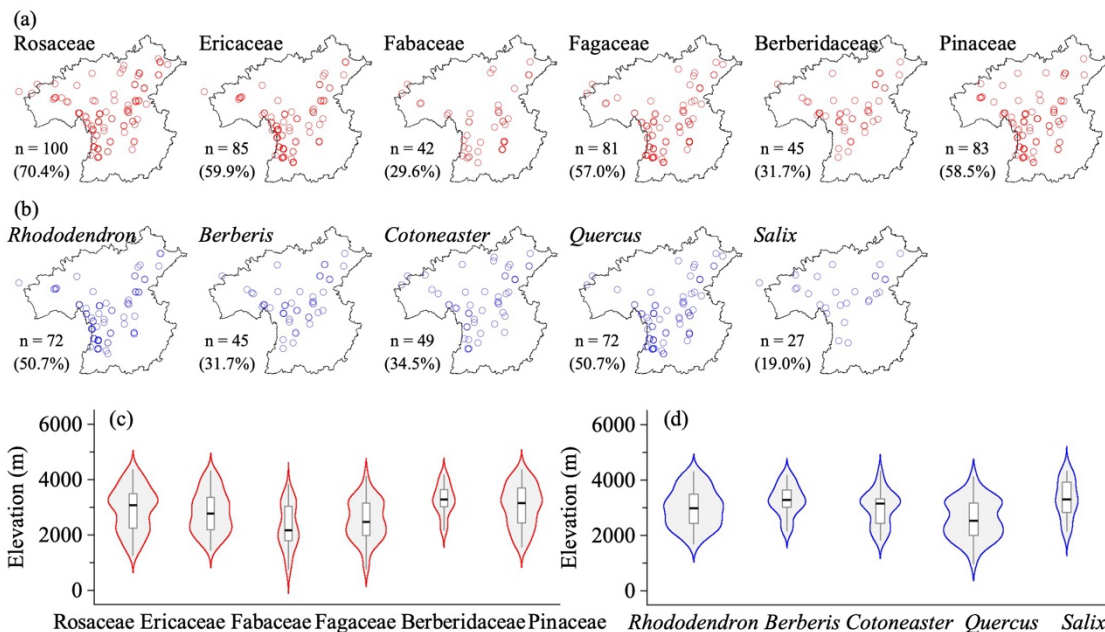 (a)
Rosaceae Ericaceae Fabaceae Fagaceae Berberidaceae Pinaceae
n = 100 n = 85 n = 42 n = 81 n = 45 n = 83
(70.4%) (59.9%) (29.6%) (57.0%) (31.7%) (58.5%)
(b)
Rhododendron Berberis Cotoneaster Quercus Salix
n = 72 n = 45 n = 49 n = 72 n = 27
(50.7%) (31.7%) (34.5%) (50.7%) (19.0%)
(c)
Elevation (m)
6000
4000
2000
0
Rosaceae Ericaceae Fabaceae Fagaceae Berberidaceae Pinaceae
(d)
Elevation (m)
6000
4000
2000
0
Rhododendron Berberis Cotoneaster Quercus Salix